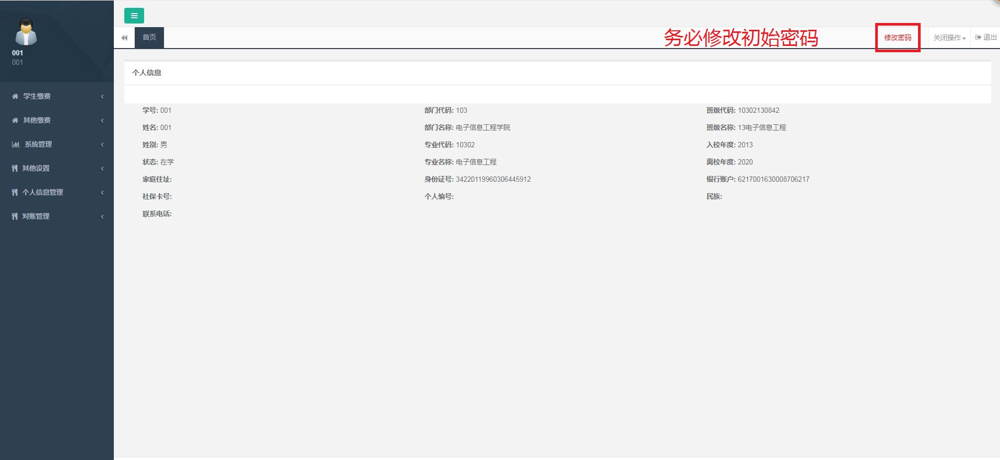 001
001
学生缴费
其他缴费
系统管理
其他设置
个人信息管理
对账管理
首页
务必修改初始密码
修改密码
关闭操作
退出
个人信息
学号: 001
部门代码: 103
班级代码: 10302130842
姓名: 001
部门名称: 电子信息工程学院
班级名称: 13电子信息工程
姓别: 男
专业代码: 10302
入校年度: 2013
状态: 在学
专业名称: 电子信息工程
离校年度: 2020
家庭住址:
身份证号: 34220119960306445912
银行账户: 6217001630008706217
社保卡号:
个人编号:
民族:
联系电话: